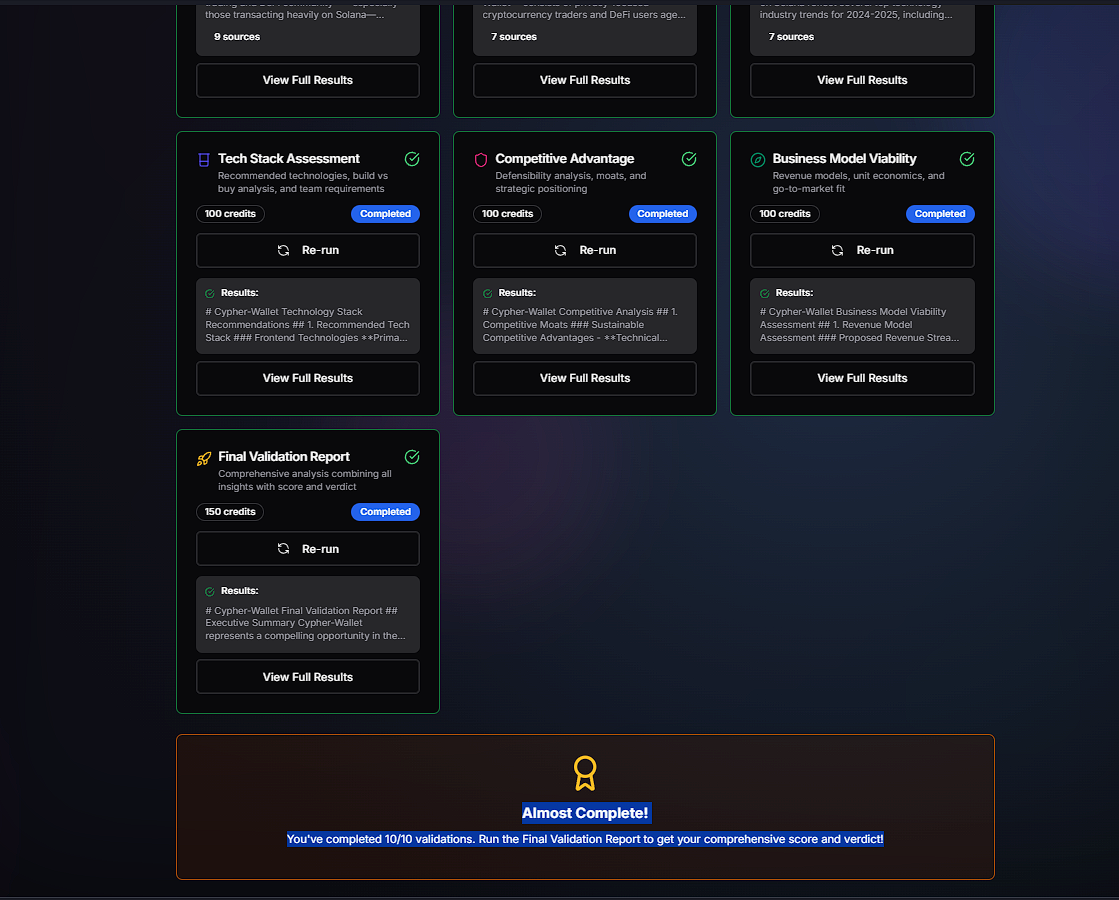 those transacting heavily on Solana—...
cryptocurrency traders and DeFi users age...
industry trends for 2024-2025, including...
9 sources
7 sources
7 sources
View Full Results
View Full Results
View Full Results
Tech Stack Assessment
Recommended technologies, build vs
buy analysis, and team requirements
100 credits
Completed
Re-run
Results:
# Cypher-Wallet Technology Stack
Recommendations ## 1. Recommended Tech
Stack ### Frontend Technologies **Prima...
View Full Results
Competitive Advantage
Defensibility analysis, moats, and
strategic positioning
100 credits
Completed
Re-run
Results:
# Cypher-Wallet Competitive Analysis ## 1.
Competitive Moats ### Sustainable
Competitive Advantages - **Technical...
View Full Results
Business Model Viability
Revenue models, unit economics, and
go-to-market fit
100 credits
Completed
Re-run
Results:
# Cypher-Wallet Business Model Viability
Assessment ## 1. Revenue Model
Assessment ### Proposed Revenue Strea...
View Full Results
Final Validation Report
Comprehensive analysis combining all
insights with score and verdict
150 credits
Completed
Re-run
Results:
# Cypher-Wallet Final Validation Report ##
Executive Summary Cypher-Wallet
represents a compelling opportunity in the...
View Full Results
Almost Complete!
You've completed 10/10 validations. Run the Final Validation Report to get your comprehensive score and verdict!